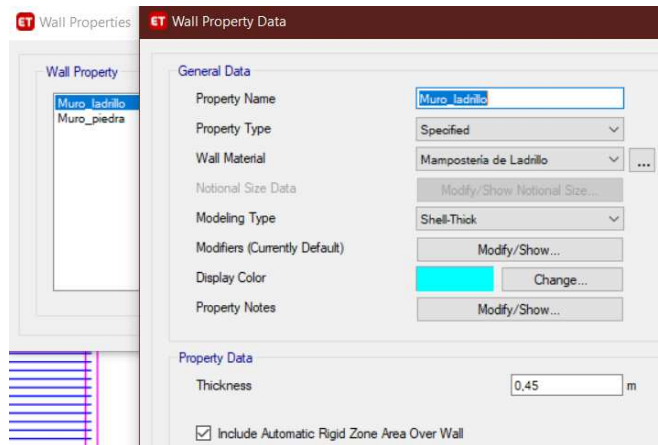 ET Wall Properties
ET Wall Property Data
Wall Property
Muro_ladrillo
Muro_piedra
General Data
Property Name Muro_ladrillo
Property Type Specified
Wall Material Mampostería de Ladrillo ...
Notional Size Data Modify/Show Notional Size...
Modeling Type Shell-Thick
Modifiers (Currently Default) Modify/Show...
Display Color Change...
Property Notes Modify/Show...
Property Data
Thickness 0,45 m
Include Automatic Rigid Zone Area Over Wall